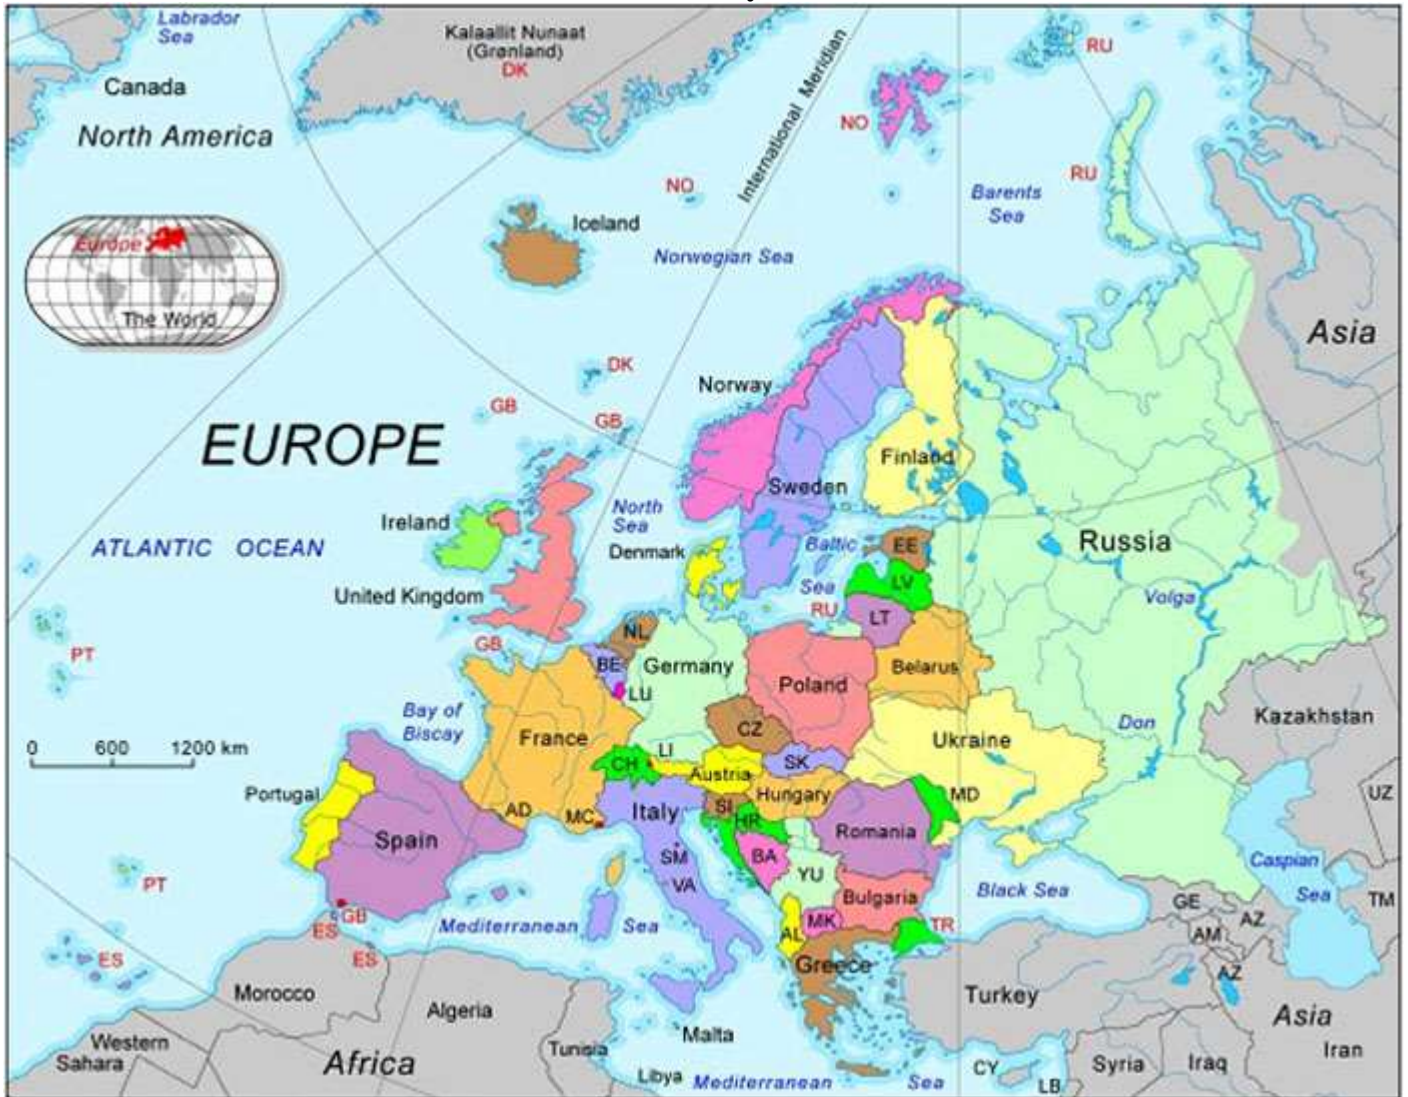 Labrador
Sea
Kalaallit Nunaat
(Grønland)
DK
Canada
North America
International Meridian
RU
NO
NO
RU
Barents
Sea
Iceland
Norwegian Sea
Europe
The World
Asia
DK
Norway
GB
GB
EUROPE
Finland
Sweden
North
Sea
Ireland
ATLANTIC OCEAN
Denmark
Baltic
Sea
EE
Russia
LV
United Kingdom
RU
LT
Volga
GB
NL
PT
BE
Germany
Belarus
LU
Poland
Bay of
Biscay
Kazakhstan
Don
CZ
France
Ukraine
0 600 1200 km
LI
CH
SK
Austria
Portugal
Hungary
MD
UZ
AD
MC
Italy
SI
HR
Romania
Spain
SM
BA
Caspian
Sea
YU
VA
PT
Black Sea
Bulgaria
TM
GE
GB
ES
Mediterranean
Sea
MK
AL
TR
AZ
AM
ES
ES
Greece
AZ
Morocco
Turkey
Algeria
Asia
Western
Sahara
Malta
Africa
Tunisia
Iran
Syria
Iraq
CY
Libya
Mediterranean
Sea
LB